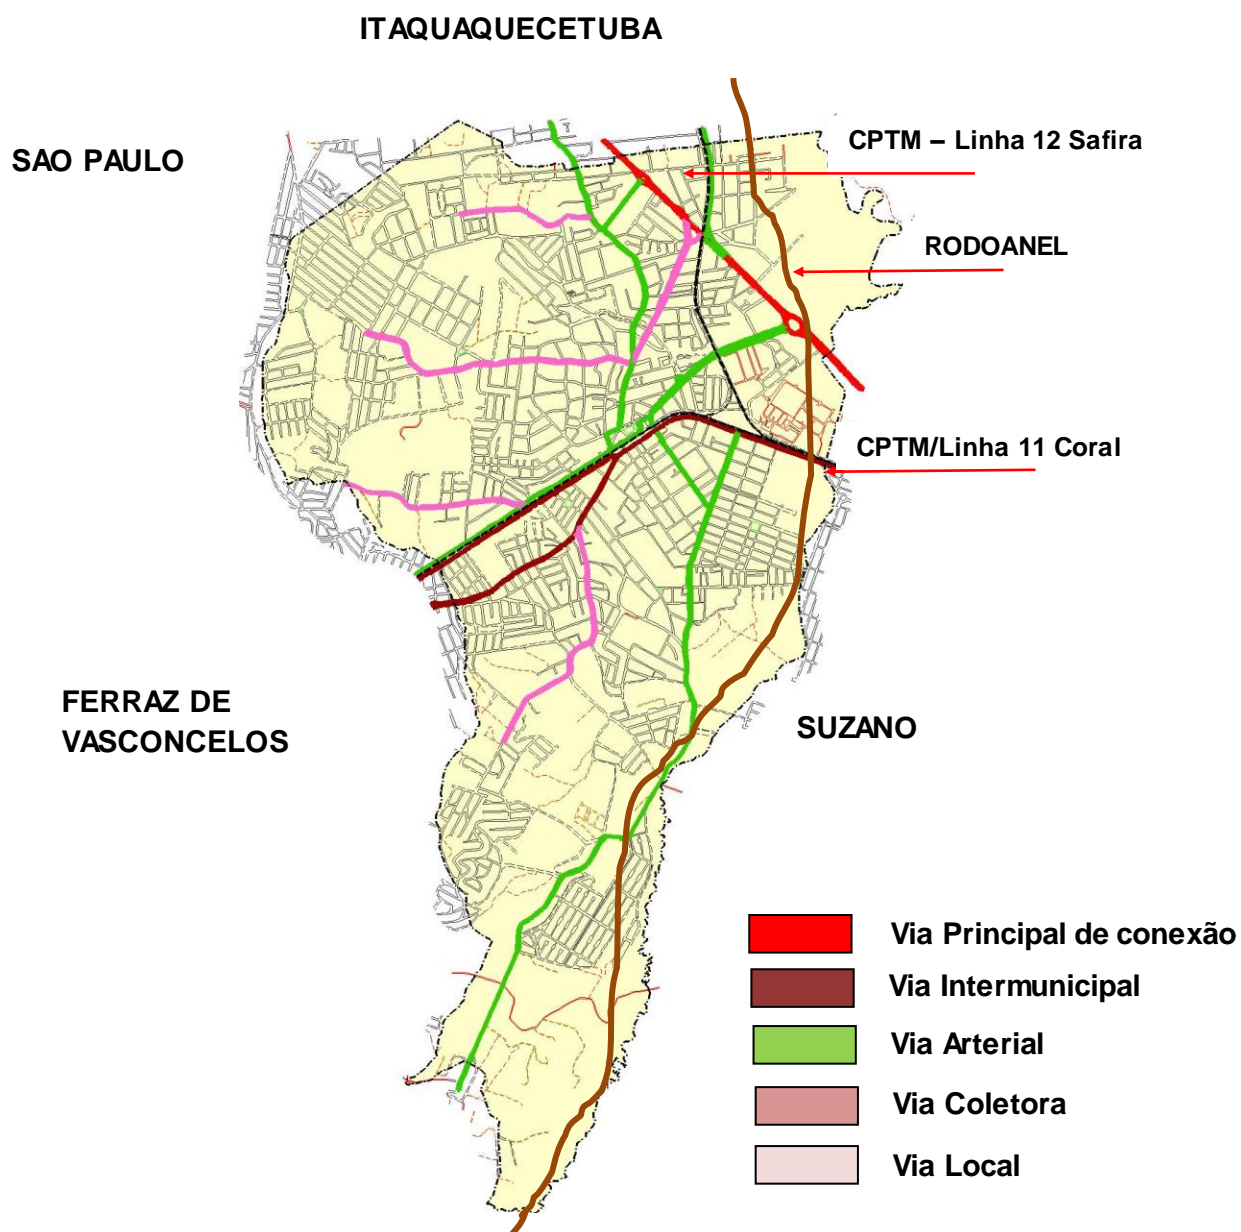 ITAQUAQUECETUBA
CPTM – Linha 12 Safira
SAO PAULO
RODOANEL
CPTM/Linha 11 Coral
FERRAZ DE
VASCONCELOS
SUZANO
Via Principal de conexão
Via Intermunicipal
Via Arterial
Via Coletora
Via Local